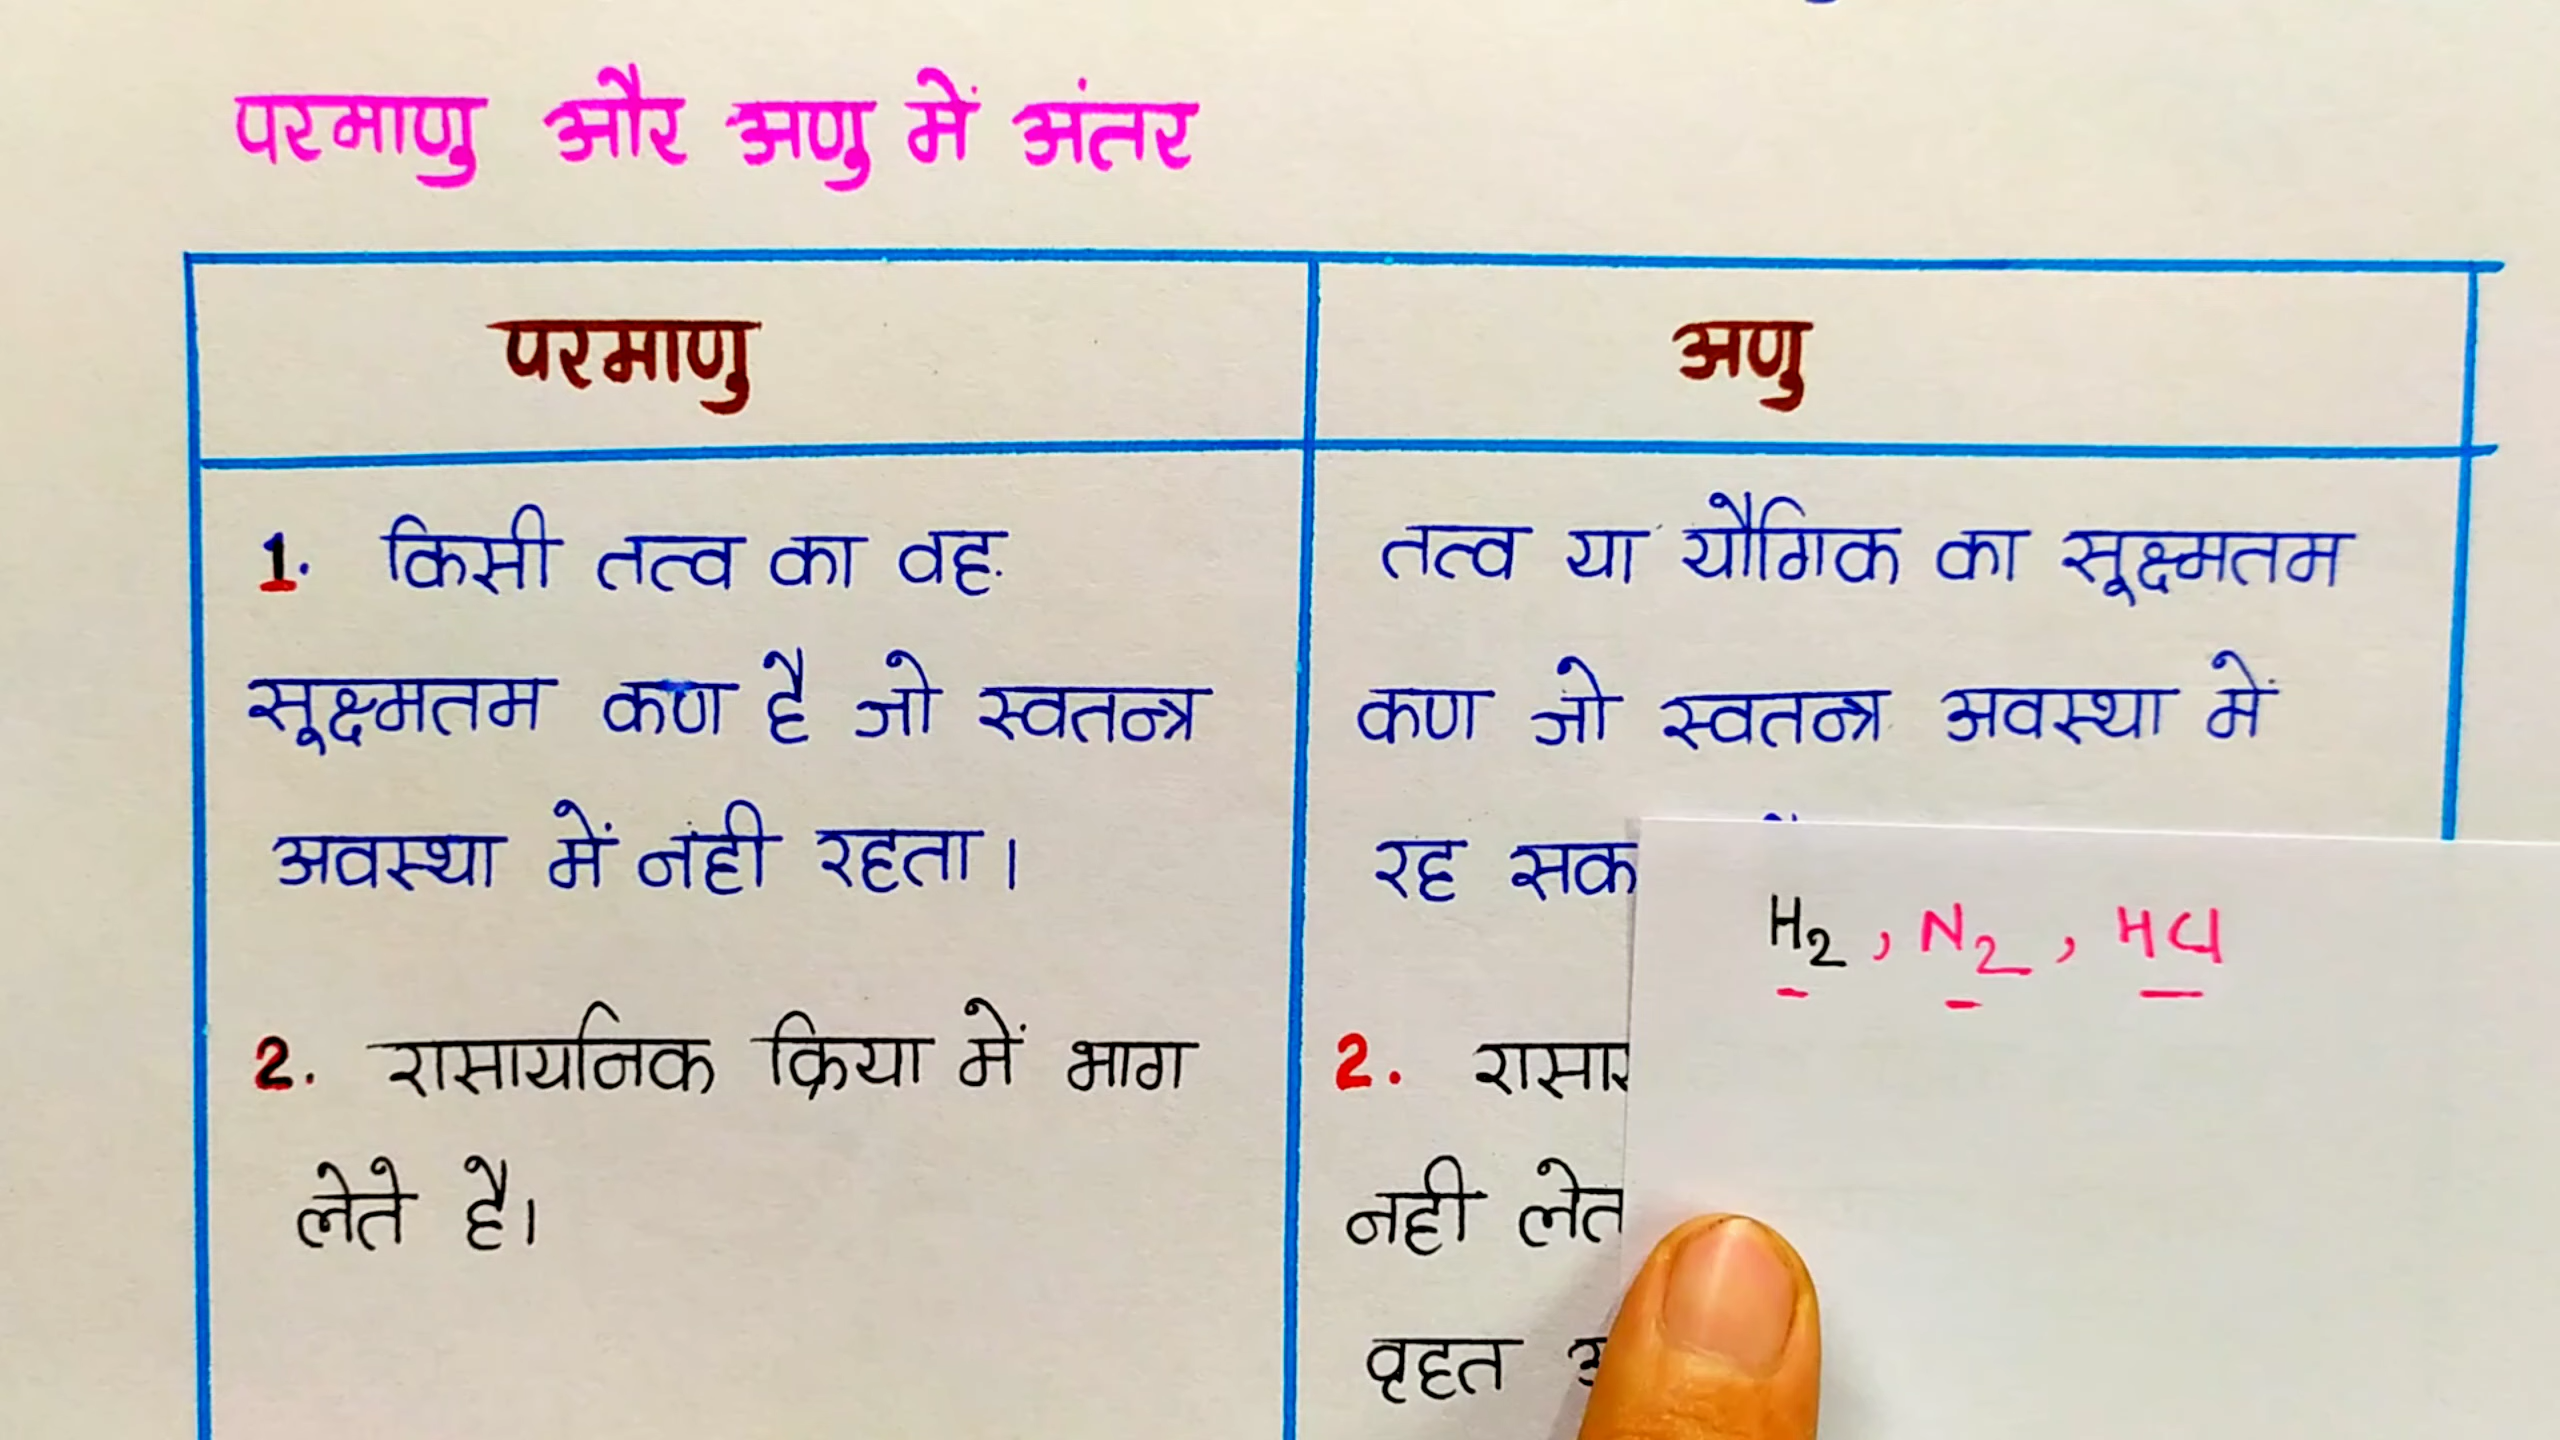 परमाणु और अणु में अंतर
परमाणु
अणु
1. किसी तत्व का वह
सूक्ष्मतम कण है जो स्वतन्त्र
अवस्था में नही रहता।
2. रासायनिक क्रिया में भाग
लेते है।
तत्व या यौगिक का सूक्ष्मतम
कण जो स्वतन्त्र अवस्था में
रह
2.
नही
वृहत
H₂, N₂, HCl